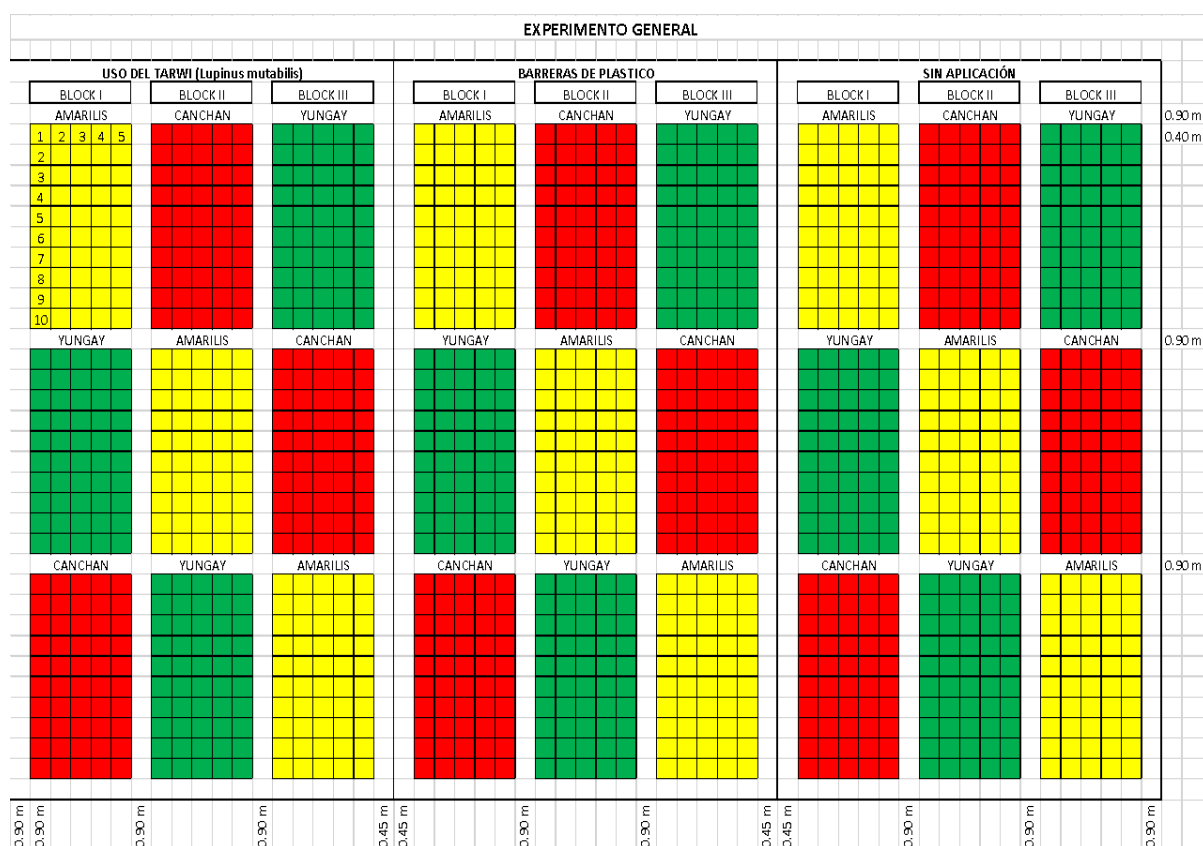 EXPERIMENTO GENERAL
USO DEL TARWI (Lupinus mutabilis) BARRERAS DE PLASTICO SIN APLICACIÓN
BLOCK I BLOCK II BLOCK III BLOCK I BLOCK II BLOCK III BLOCK I BLOCK II BLOCK III
AMARILIS CANCHAN YUNGAY AMARILIS CANCHAN YUNGAY AMARILIS CANCHAN YUNGAY 0.90 m
1 2 3 4 5 0.40 m
2
3
4
5
6
7
8
9
10
YUNGAY AMARILIS CANCHAN YUNGAY AMARILIS CANCHAN YUNGAY AMARILIS CANCHAN 0.90 m
CANCHAN YUNGAY AMARILIS CANCHAN YUNGAY AMARILIS CANCHAN YUNGAY AMARILIS 0.90 m
0.90 m 0.90 m 0.90 m 0.90 m 0.45 m 0.45 m 0.90 m 0.90 m 0.45 m 0.45 m 0.90 m 0.90 m 0.90 m